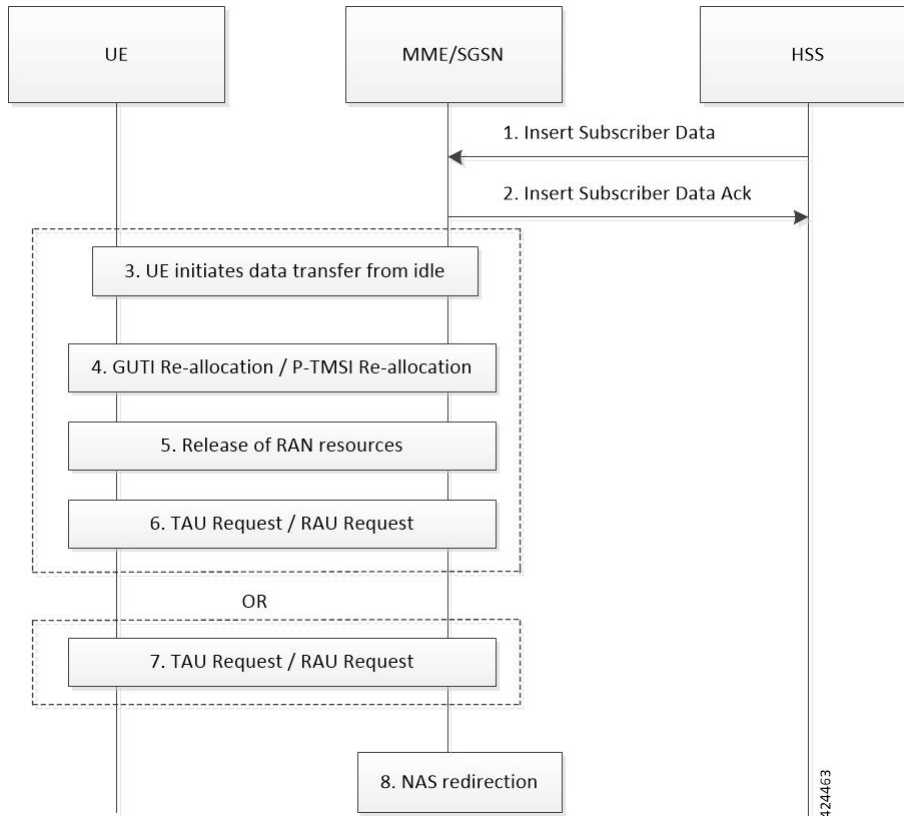 UE
MME/SGSN
HSS
1. Insert Subscriber Data
2. Insert Subscriber Data Ack
3. UE initiates data transfer from idle
4. GUTI Re-allocation / P-TMSI Re-allocation
5. Release of RAN resources
6. TAU Request / RAU Request
OR
7. TAU Request / RAU Request
8. NAS redirection
424463